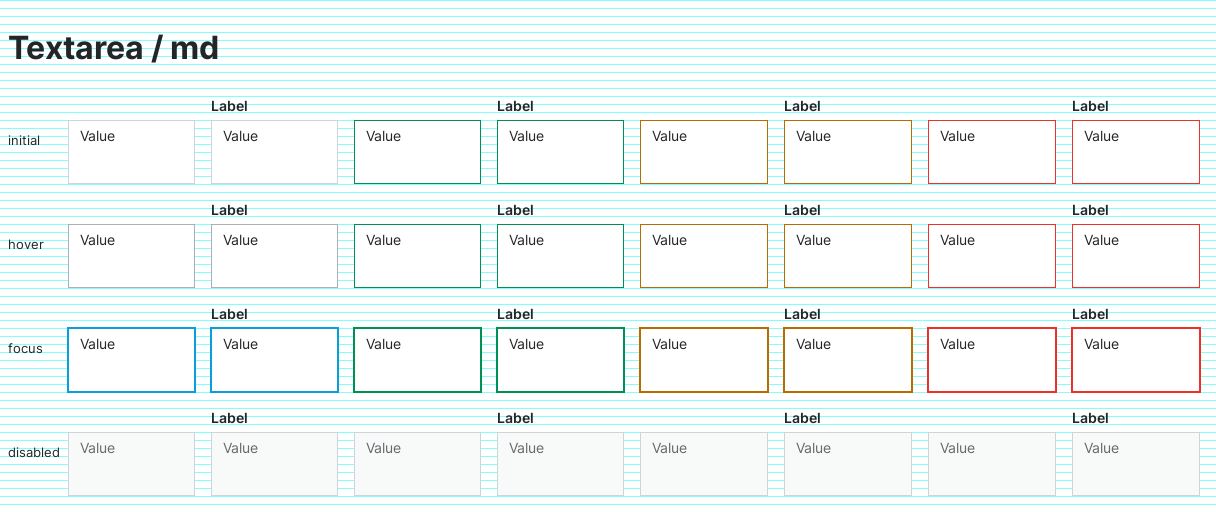 Textarea / md
Label Label Label Label
initial Value Value Value Value Value Value Value Value
Label Label Label Label
hover Value Value Value Value Value Value Value Value
Label Label Label Label
focus Value Value Value Value Value Value Value Value
Label Label Label Label
disabled Value Value Value Value Value Value Value Value